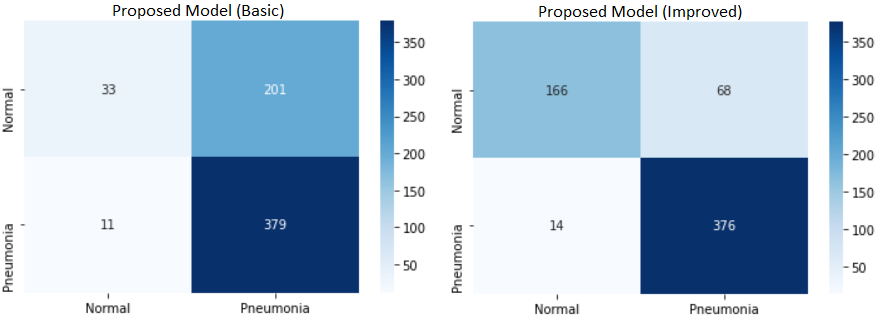 Proposed Model (Basic)
Normal
Pneumonia
33
201
11
379
Normal
Pneumonia
350
300
250
200
150
100
50
Proposed Model (Improved)
Normal
Pneumonia
166
68
14
376
Normal
Pneumonia
350
300
250
200
150
100
50